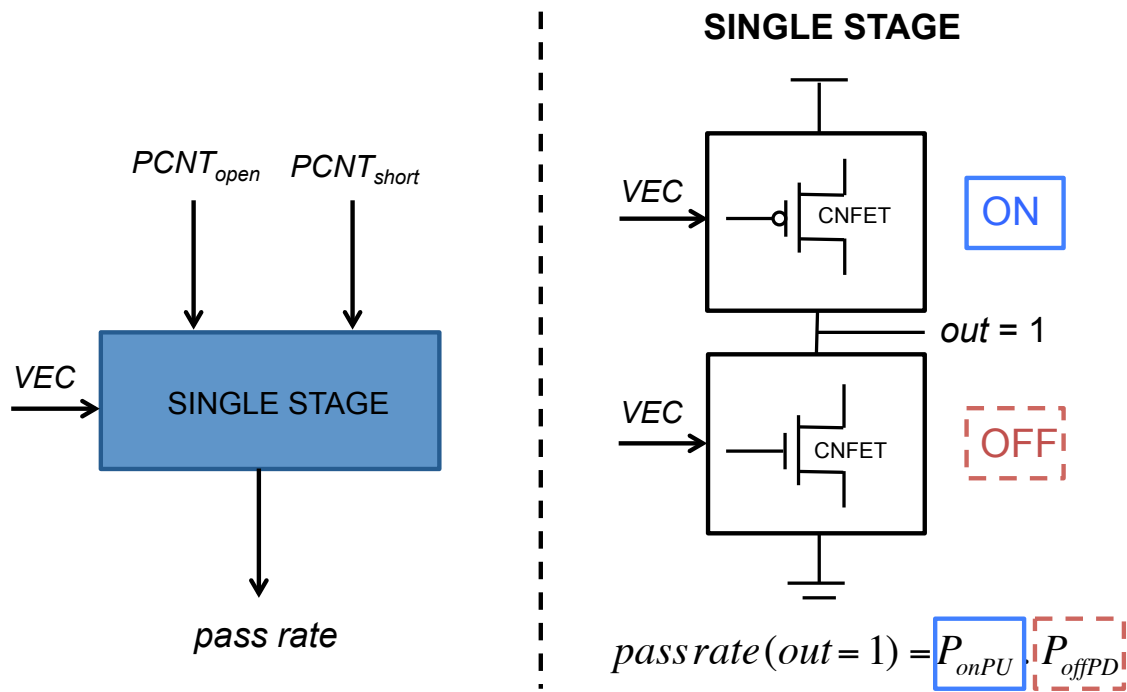 PCNT_open PCNT_short
VEC
SINGLE STAGE
pass rate
SINGLE STAGE
VEC
CNFET
ON
out = 1
VEC
CNFET
OFF
pass rate (out = 1) = P_onPU . P_offPD